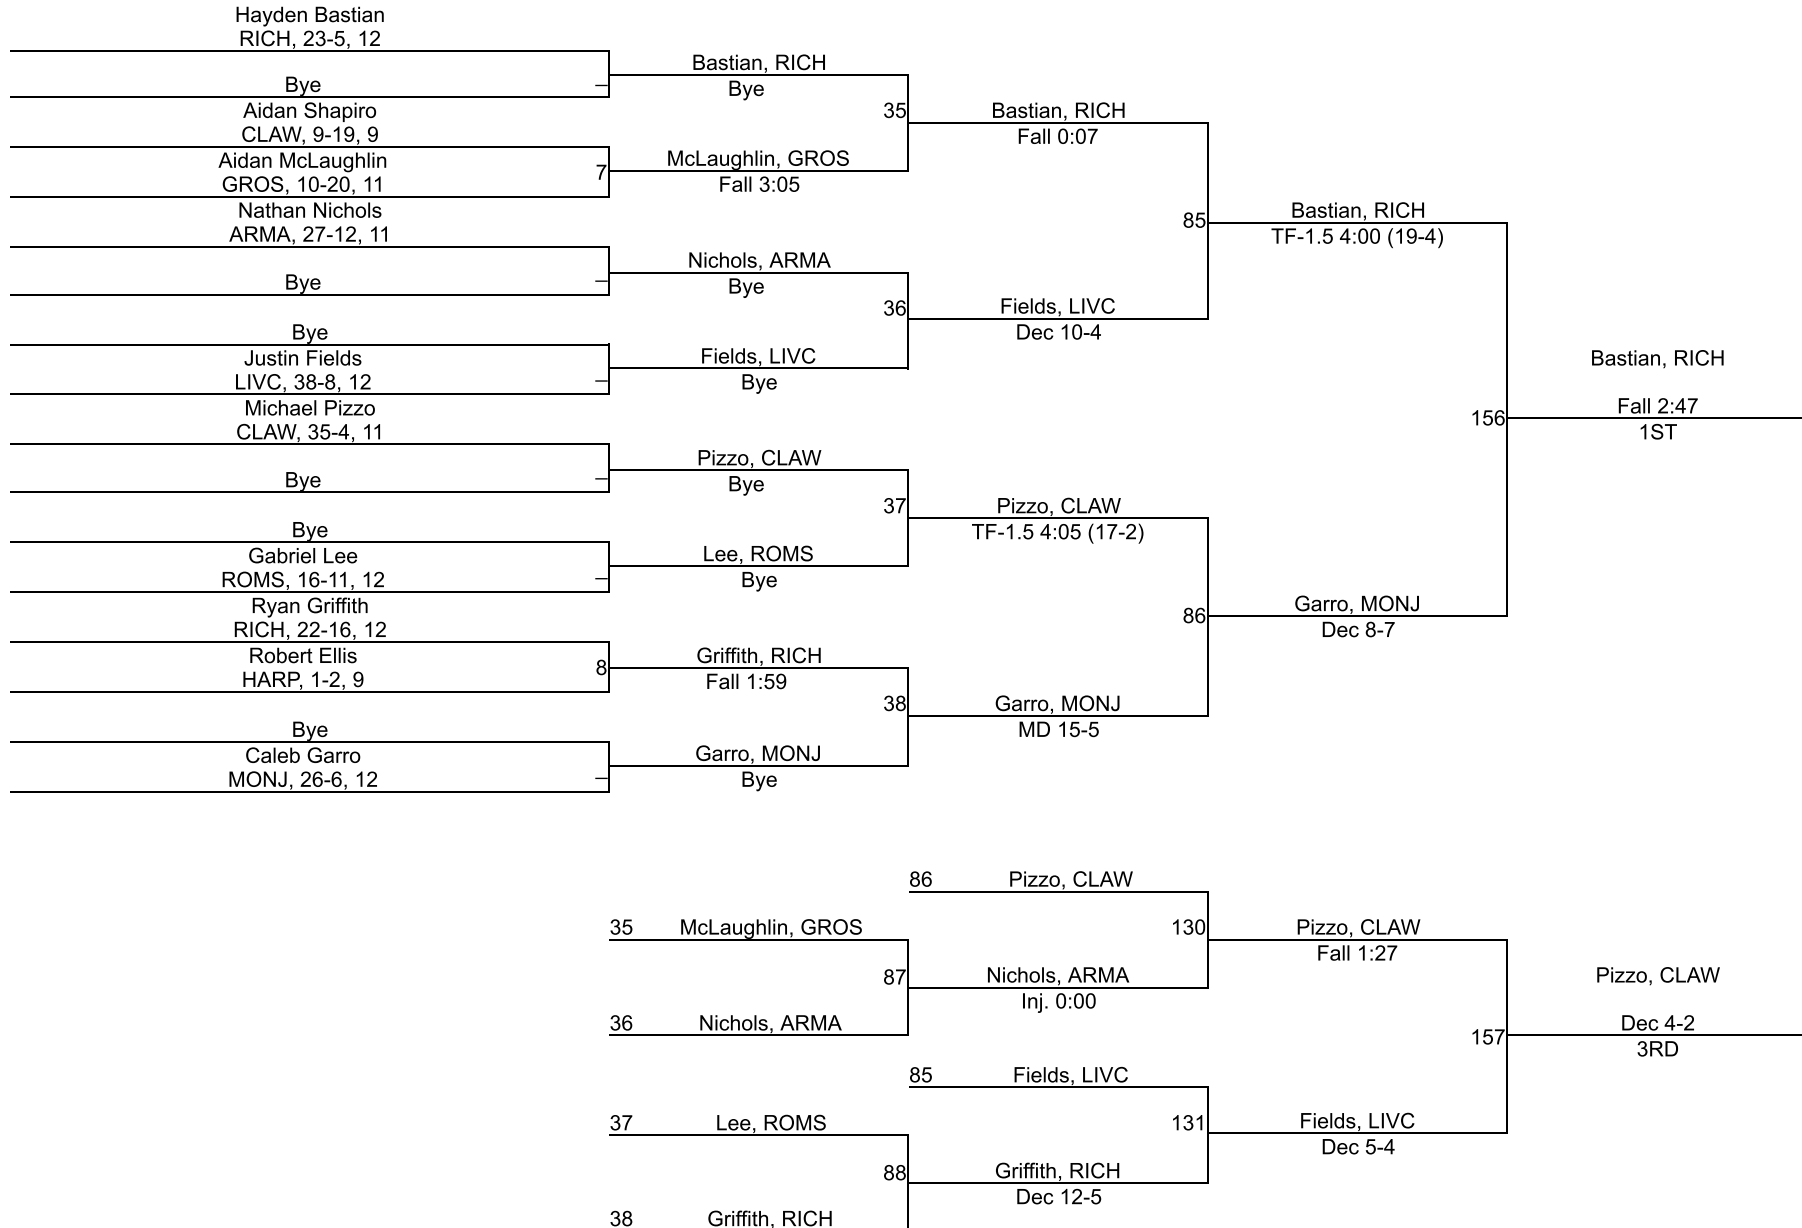 Hayden Bastian
RICH, 23-5, 12
Bye
–
Aidan Shapiro
CLAW, 9-19, 9
Aidan McLaughlin
GROS, 10-20, 11
7
Nathan Nichols
ARMA, 27-12, 11
Bye
–
Bye
Justin Fields
LIVC, 38-8, 12
–
Michael Pizzo
CLAW, 35-4, 11
Bye
–
Bye
Gabriel Lee
ROMS, 16-11, 12
–
Ryan Griffith
RICH, 22-16, 12
Robert Ellis
HARP, 1-2, 9
8
Bye
Caleb Garro
MONJ, 26-6, 12
–
Bastian, RICH
Bye
35
McLaughlin, GROS
Fall 3:05
Nichols, ARMA
Bye
36
Fields, LIVC
Bye
Pizzo, CLAW
Bye
37
Lee, ROMS
Bye
Griffith, RICH
Fall 1:59
38
Garro, MONJ
Bye
Bastian, RICH
Fall 0:07
85
Fields, LIVC
Dec 10-4
Pizzo, CLAW
TF-1.5 4:05 (17-2)
86
Garro, MONJ
MD 15-5
Bastian, RICH
TF-1.5 4:00 (19-4)
156
Garro, MONJ
Dec 8-7
Bastian, RICH
Fall 2:47
1ST
35 McLaughlin, GROS
87
36 Nichols, ARMA
37 Lee, ROMS
88
38 Griffith, RICH
86 Pizzo, CLAW
130
Nichols, ARMA
Inj. 0:00
85 Fields, LIVC
131
Griffith, RICH
Dec 12-5
Pizzo, CLAW
Fall 1:27
157
Fields, LIVC
Dec 5-4
Pizzo, CLAW
Dec 4-2
3RD